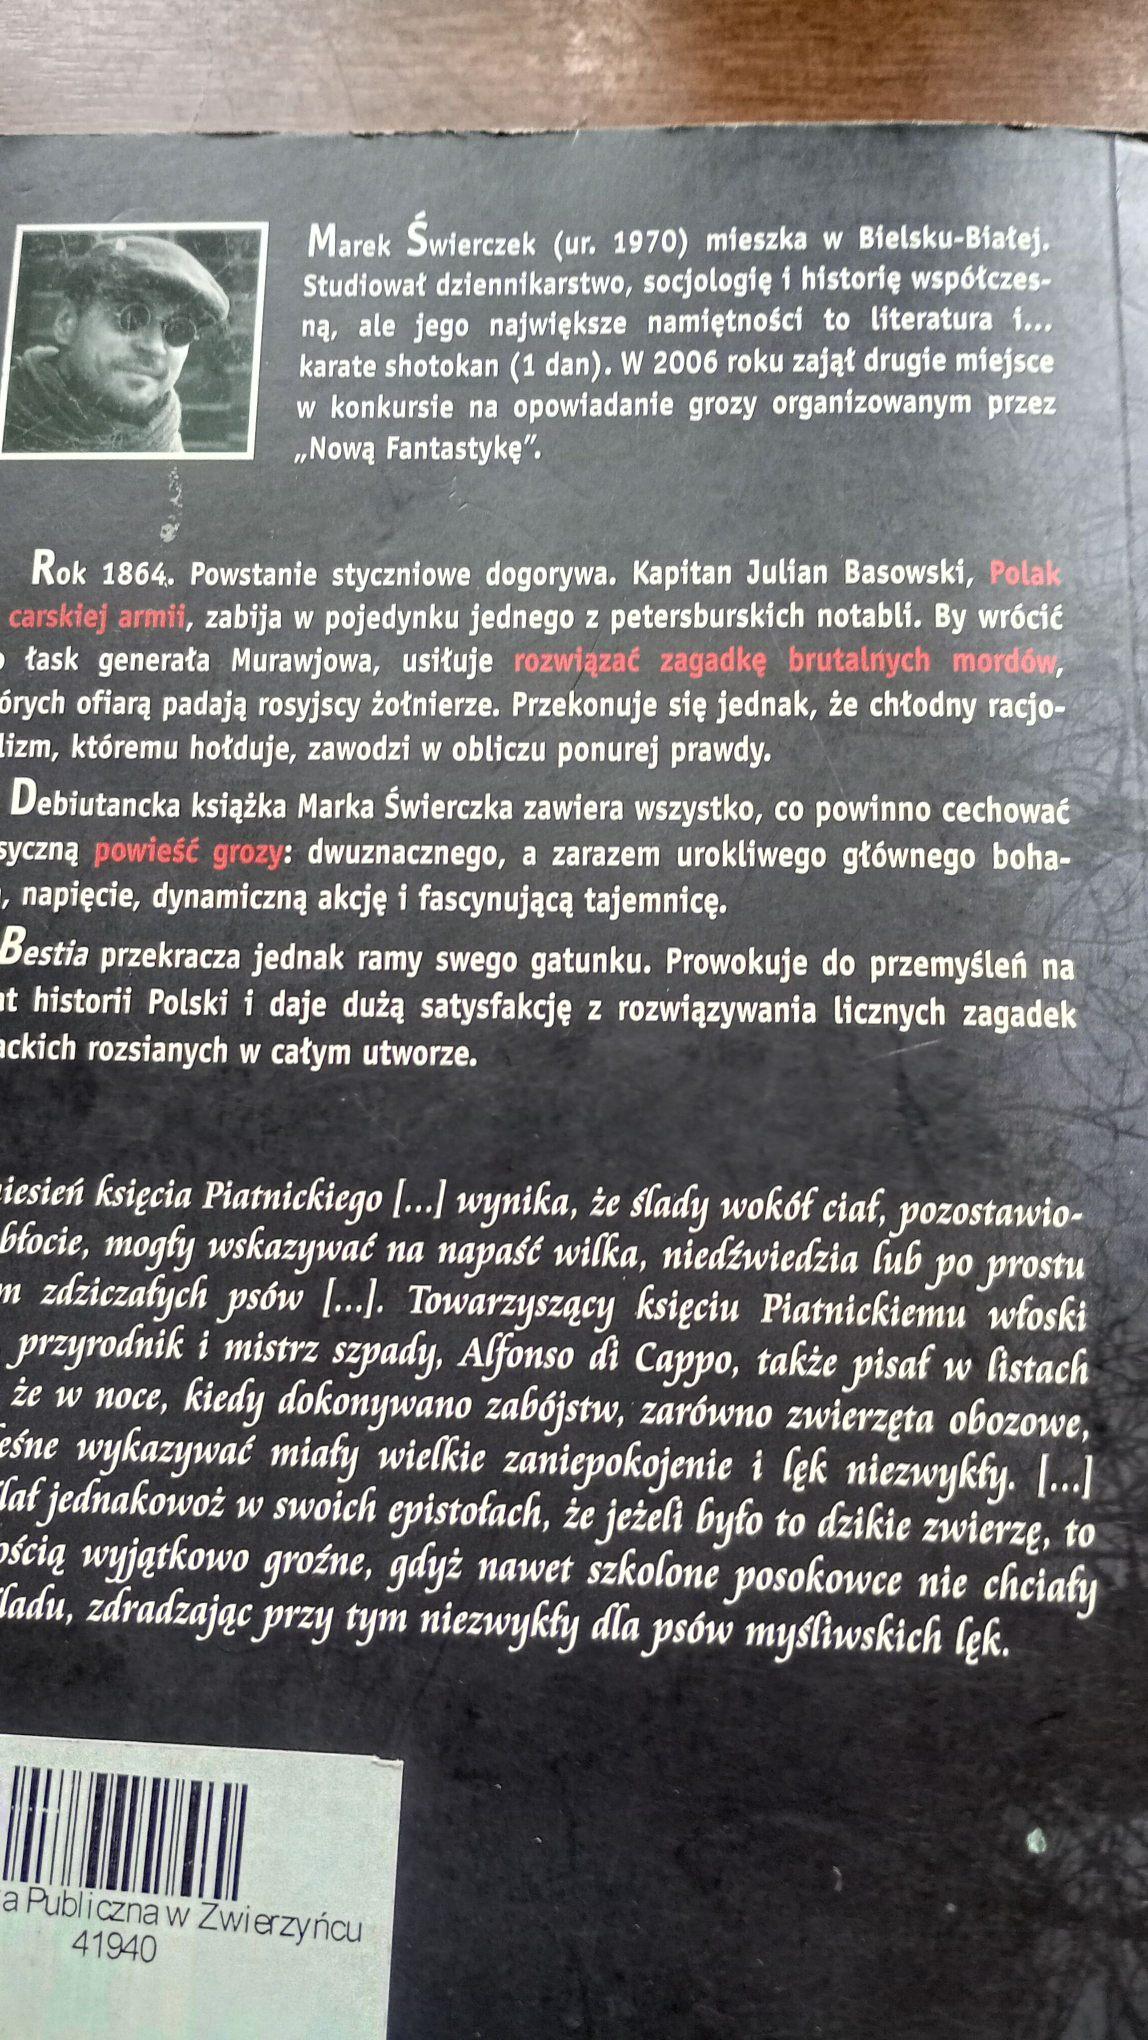 Marek Świerczek (ur. 1970) mieszka w Bielsku-Białej.
Studiował dziennikarstwo, socjologię i historię współczes-
ną, ale jego największe namiętności to literatura i...
karate shotokan (1 dan). W 2006 roku zajął drugie miejsce
w konkursie na opowiadanie grozy organizowanym przez
„Nową Fantastykę”.
Rok 1864. Powstanie styczniowe dogorywa. Kapitan Julian Basowski, Polak
carskiej armii, zabija w pojedynku jednego z petersburskich notabli. By wrócić
łask generała Murawjowa, usiłuje rozwiązać zagadkę brutalnych mordów,
órych ofiarą padają rosyjscy żołnierze. Przekonuje się jednak, że chłodny racjo-
lizm, któremu hołduje, zawodzi w obliczu ponurej prawdy.
Debiutancka książka Marka Świerczka zawiera wszystko, co powinno cechować
syczną powieść grozy: dwuznacznego, a zarazem urokliwego głównego boha-
, napięcie, dynamiczną akcję i fascynującą tajemnicę.
Bestia przekracza jednak ramy swego gatunku. Prowokuje do przemyśleń na
at historii Polski i daje dużą satysfakcję z rozwiązywania licznych zagadek
ackich rozsianych w całym utworze.
iesień księcia Piatnickiego [...] wynika, że ślady wokół ciał, pozostawio-
błocie, mogły wskazywać na napaść wilka, niedźwiedzia lub po prostu
m zdziczałych psów [...]. Towarzyszący księciu Piatnickiemu włoski
przyrodnik i mistrz szpady, Alfonso di Cappo, także pisał w listach
że w noce, kiedy dokonywano zabójstw, zarówno zwierzęta obozowe,
eśne wykazywać miały wielkie zaniepokojenie i lęk niezwykły. [...]
lał jednakowoż w swoich epistołach, że jeżeli było to dzikie zwierzę, to
ością wyjątkowo groźne, gdyż nawet szkolone posokowce nie chciały
ladu, zdradzając przy tym niezwykły dla psów myśliwskich lęk.
a Publiczna w Zwierzyńcu
41940